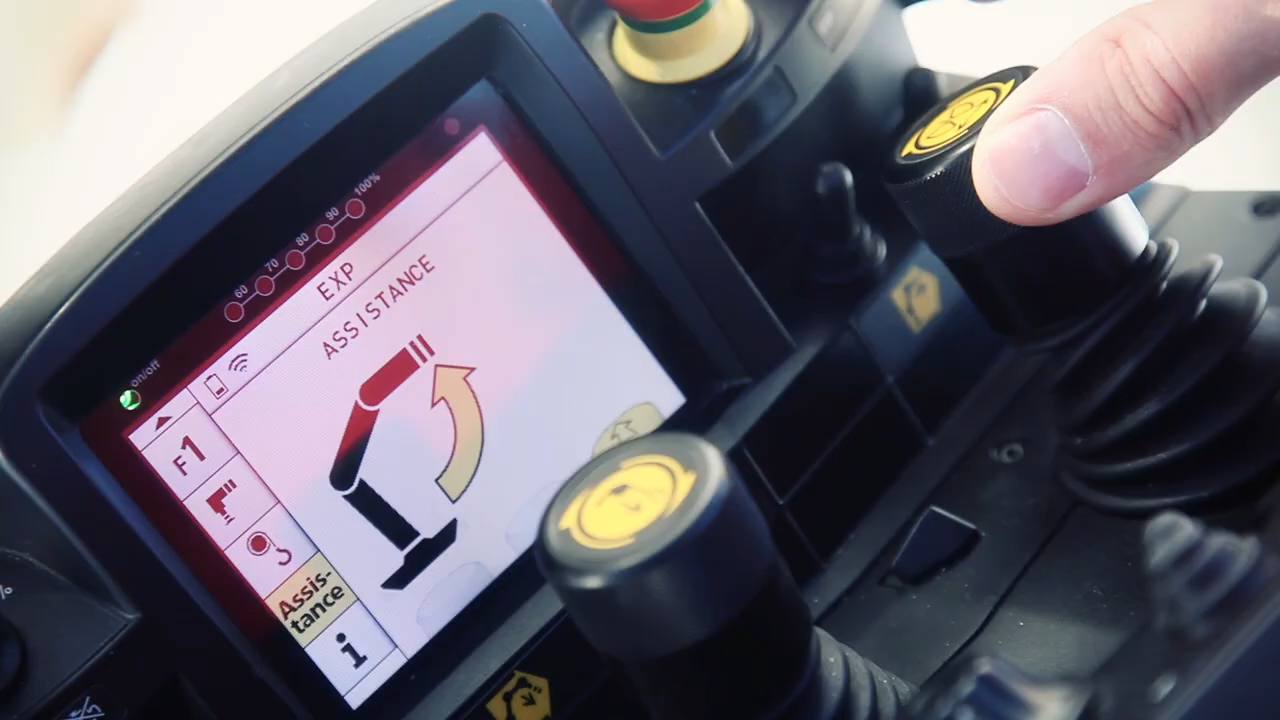 60 70 80 90 100%
on/off
EXP
ASSISTANCE
F1
Assis-
tance
i
%